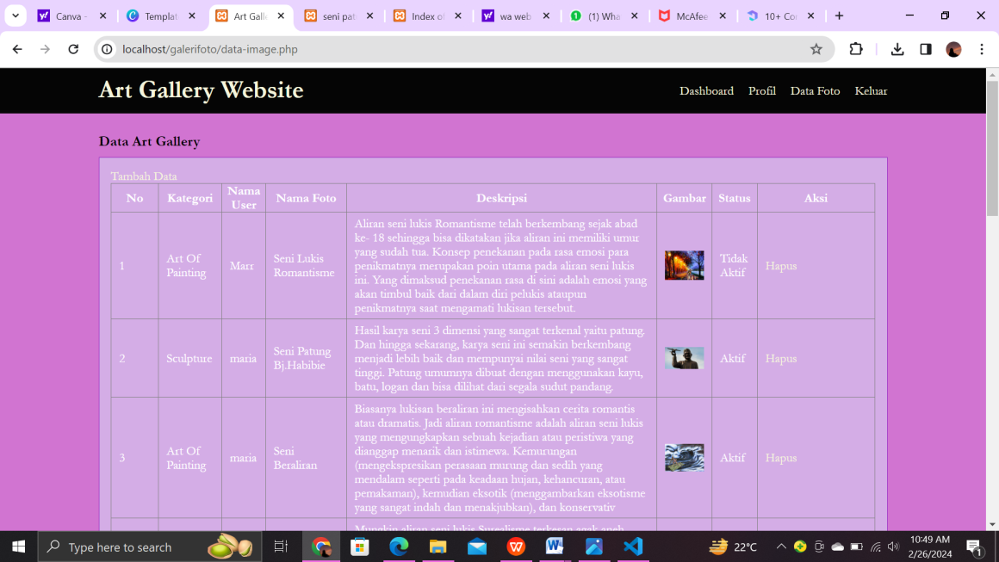 Canva -
Templat
Art Galle
seni pat
Index of
wa web
(1) Wha
McAfee
10+ Cor
localhost/galerifoto/data-image.php
Art Gallery Website
Dashboard Profil Data Foto Keluar
Data Art Gallery
Tambah Data
No Kategori Nama User Nama Foto Deskripsi Gambar Status Aksi
1
Art Of
Painting
Marr
Seni Lukis
Romantisme
Aliran seni lukis Romantisme telah berkembang sejak abad
ke- 18 sehingga bisa dikatakan jika aliran ini memiliki umur
yang sudah tua. Konsep penekanan pada rasa emosi para
penikmatnya merupakan poin utama pada aliran seni lukis
ini. Yang dimaksud penekanan rasa di sini adalah emosi yang
akan timbul baik dari dalam diri pelukis ataupun
penikmatnya saat mengamati lukisan tersebut.
Tidak
Aktif
Hapus
2
Sculpture
maria
Seni Patung
Bj.Habibie
Hasil karya seni 3 dimensi yang sangat terkenal yaitu patung.
Dan hingga sekarang, karya seni ini semakin berkembang
menjadi lebih baik dan mempunyai nilai seni yang sangat
tinggi. Patung umumnya dibuat dengan menggunakan kayu,
batu, logan dan bisa dilihat dari segala sudut pandang.
Aktif
Hapus
3
Art Of
Painting
maria
Seni
Beraliran
Biasanya lukisan beraliran ini mengisahkan cerita romantis
atau dramatis. Jadi aliran romantisme adalah aliran seni lukis
yang mengungkapkan sebuah kejadian atau peristiwa yang
dianggap menarik dan istimewa. Kemurungan
(mengekspresikan perasaan murung dan sedih yang
mendalam seperti pada keadaan hujan, kehancuran, atau
pemakaman), kemudian eksotik (menggambarkan eksotisme
yang sangat indah dan menakjubkan), dan konservatif
Aktif
Hapus
Mungkin aliran seni lukis Surealisme terkesan agak aneh
Type here to search
22°C
10:49 AM
2/26/2024
1